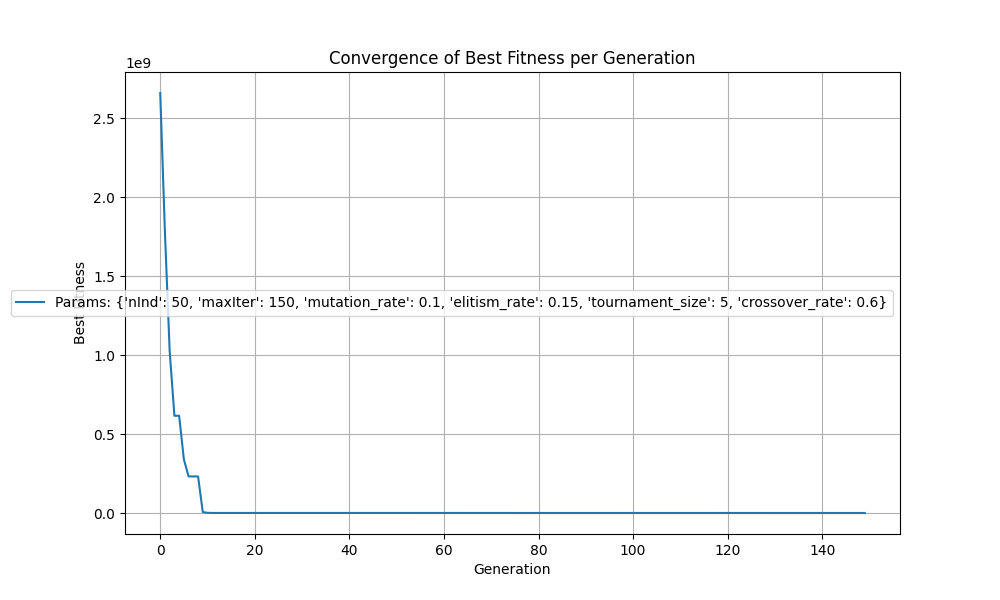 Convergence of Best Fitness per Generation
1e9
2.5
2.0
1.5
1.0
0.5
0.0
Best Fitness
Params: {'nInd': 50, 'maxIter': 150, 'mutation_rate': 0.1, 'elitism_rate': 0.15, 'tournament_size': 5, 'crossover_rate': 0.6}
0 20 40 60 80 100 120 140
Generation